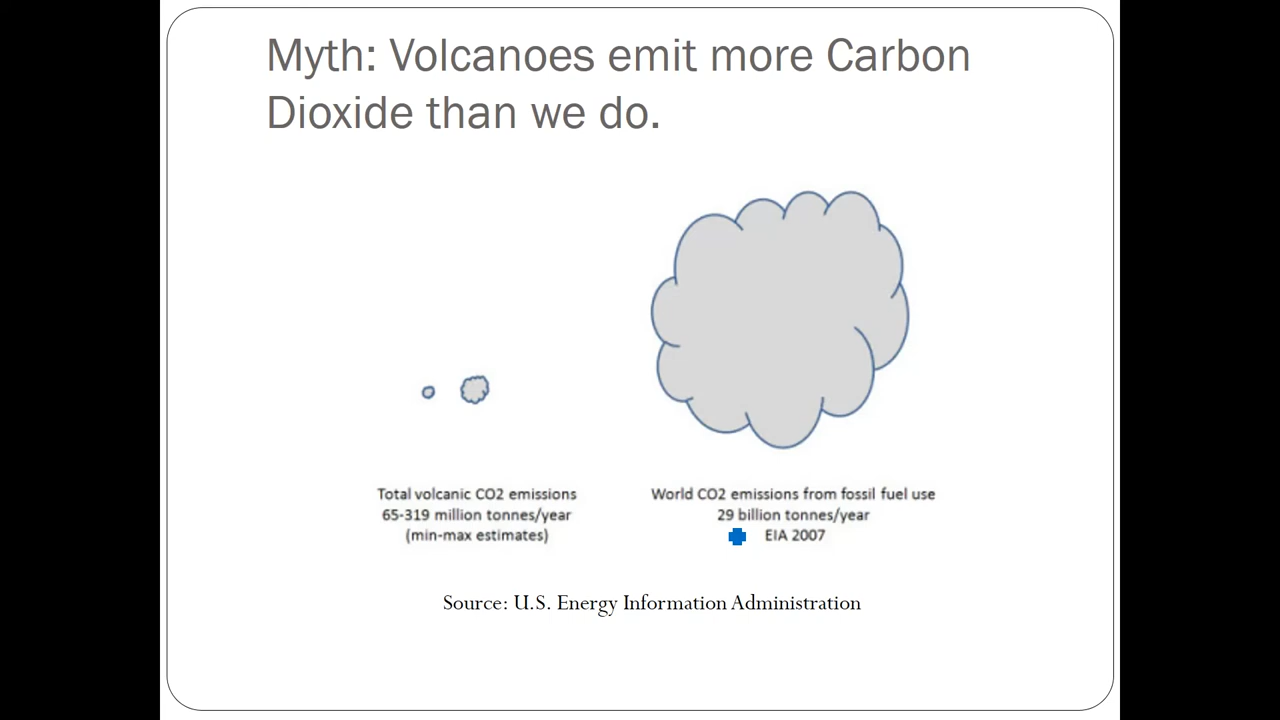 Myth: Volcanoes emit more Carbon
Dioxide than we do.
Total volcanic CO2 emissions
65-319 million tonnes/year
(min-max estimates)
World CO2 emissions from fossil fuel use
29 billion tonnes/year
EIA 2007
Source: U.S. Energy Information Administration